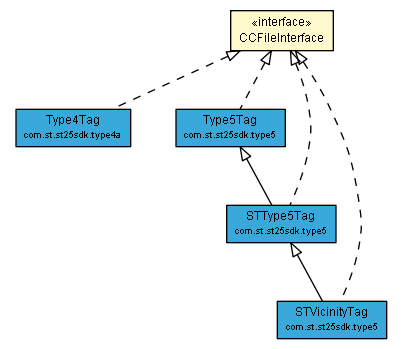 «interface»
CCFileInterface
Type4Tag
com.st.st25sdk.type4a
Type5Tag
com.st.st25sdk.type5
STType5Tag
com.st.st25sdk.type5
STVicinityTag
com.st.st25sdk.type5